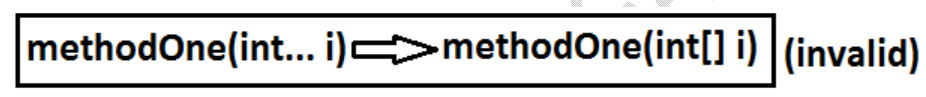 methodOne(int... i) methodOne(int[] i) (invalid)